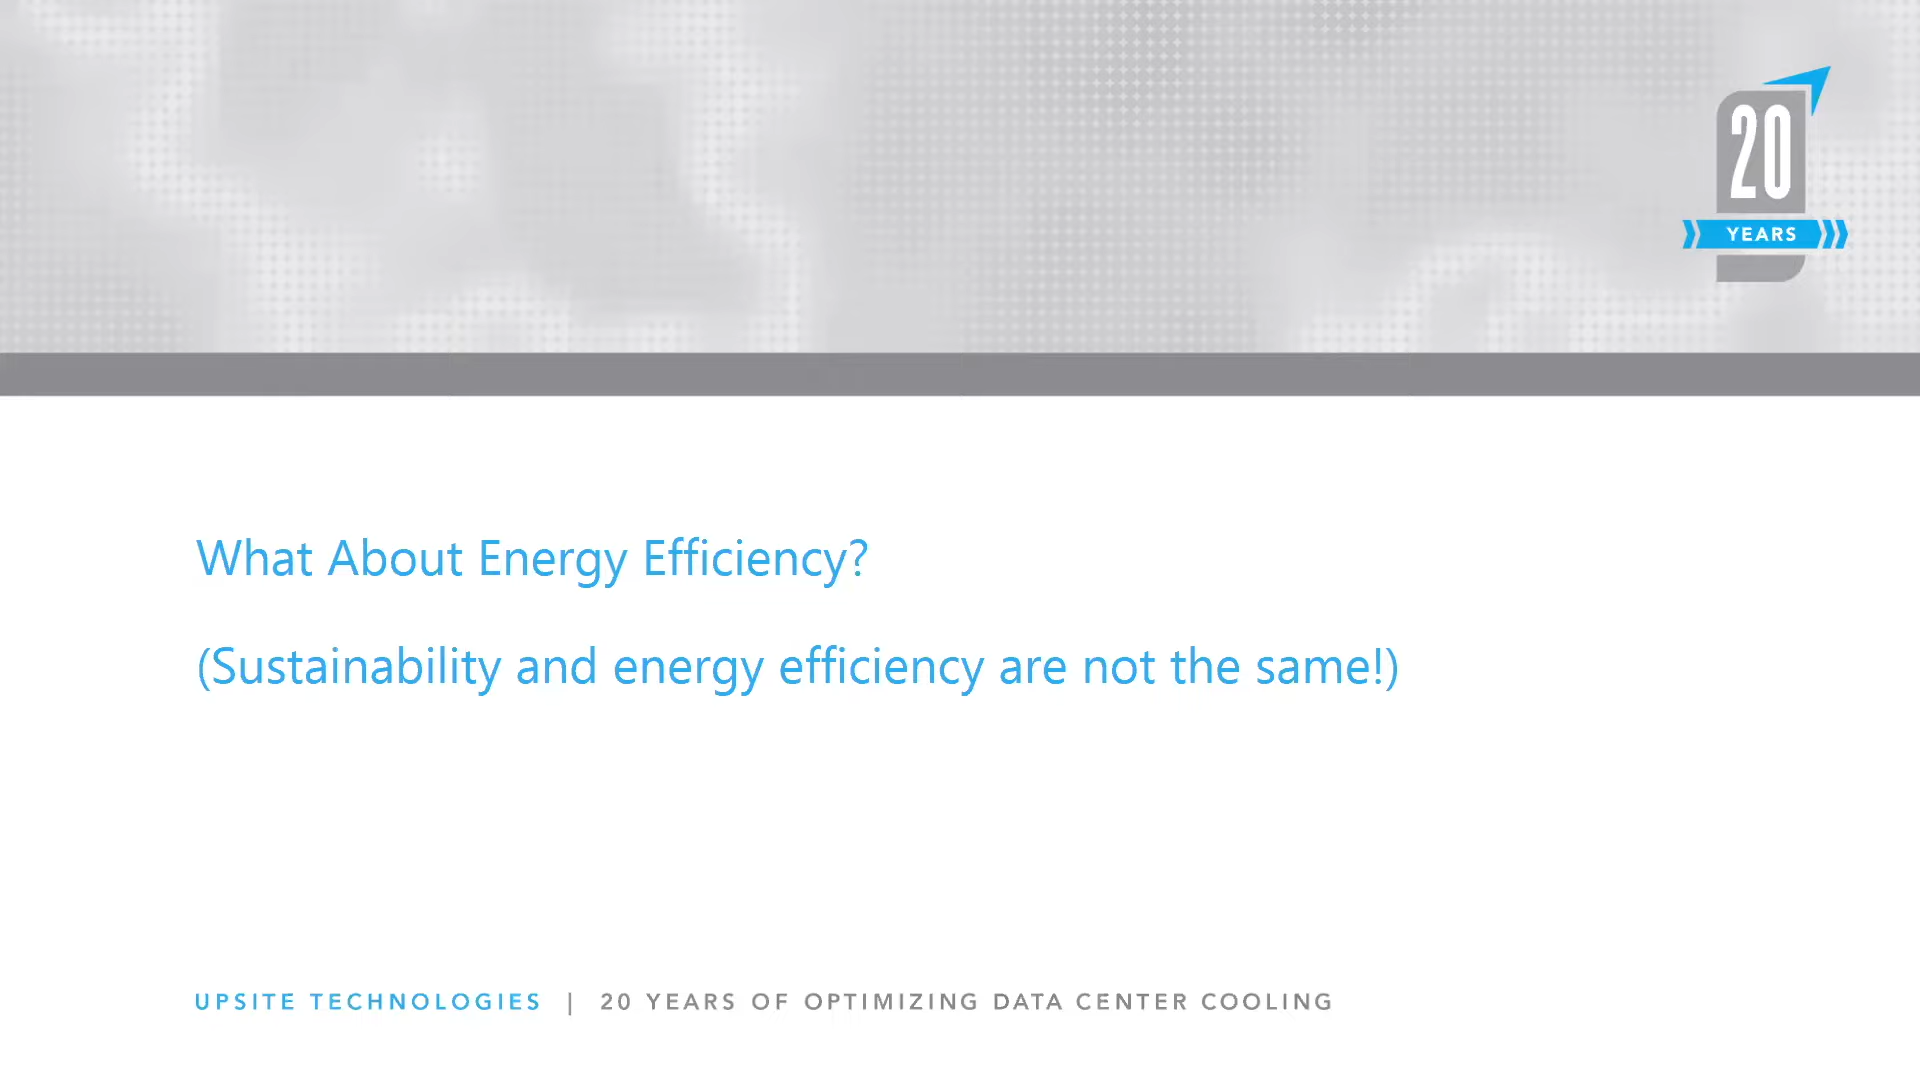 20
YEARS
What About Energy Efficiency?
(Sustainability and energy efficiency are not the same!)
UPSITE TECHNOLOGIES | 20 YEARS OF OPTIMIZING DATA CENTER COOLING